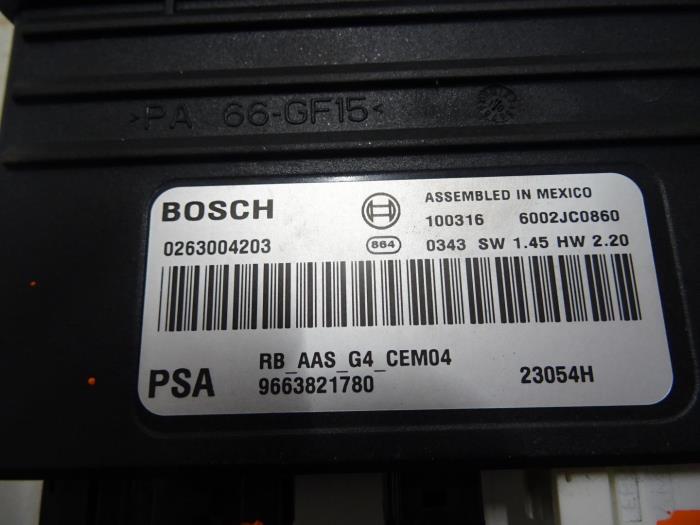 >PA 66-GF15<
BOSCH
ASSEMBLED IN MEXICO
100316 6002JC0860
0263004203
864 0343 SW 1.45 HW 2.20
RB_AAS_G4_CEM04
PSA 9663821780 23054H